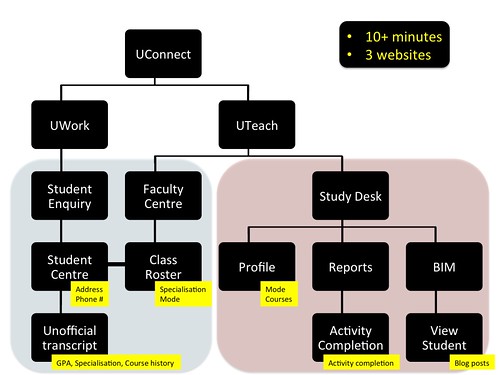 UConnect
• 10+ minutes
• 3 websites
UWork
UTeach
Student
Enquiry
Faculty
Centre
Study Desk
Student
Centre
Address
Phone #
Class
Roster
Specialisation
Mode
Profile
Mode
Courses
Reports
BIM
Unofficial
transcript
GPA, Specialisation, Course history
Activity
Completion
Activity completion
View
Student
Blog posts